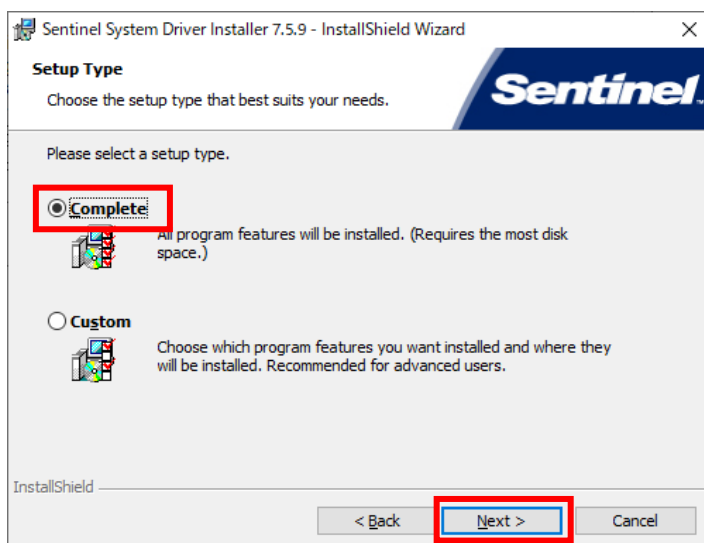 Sentinel System Driver Installer 7.5.9 - InstallShield Wizard
Setup Type
Choose the setup type that best suits your needs.
Sentinel
Please select a setup type.
Complete
All program features will be installed. (Requires the most disk
space.)
Custom
Choose which program features you want installed and where they
will be installed. Recommended for advanced users.
InstallShield
< Back Next > Cancel